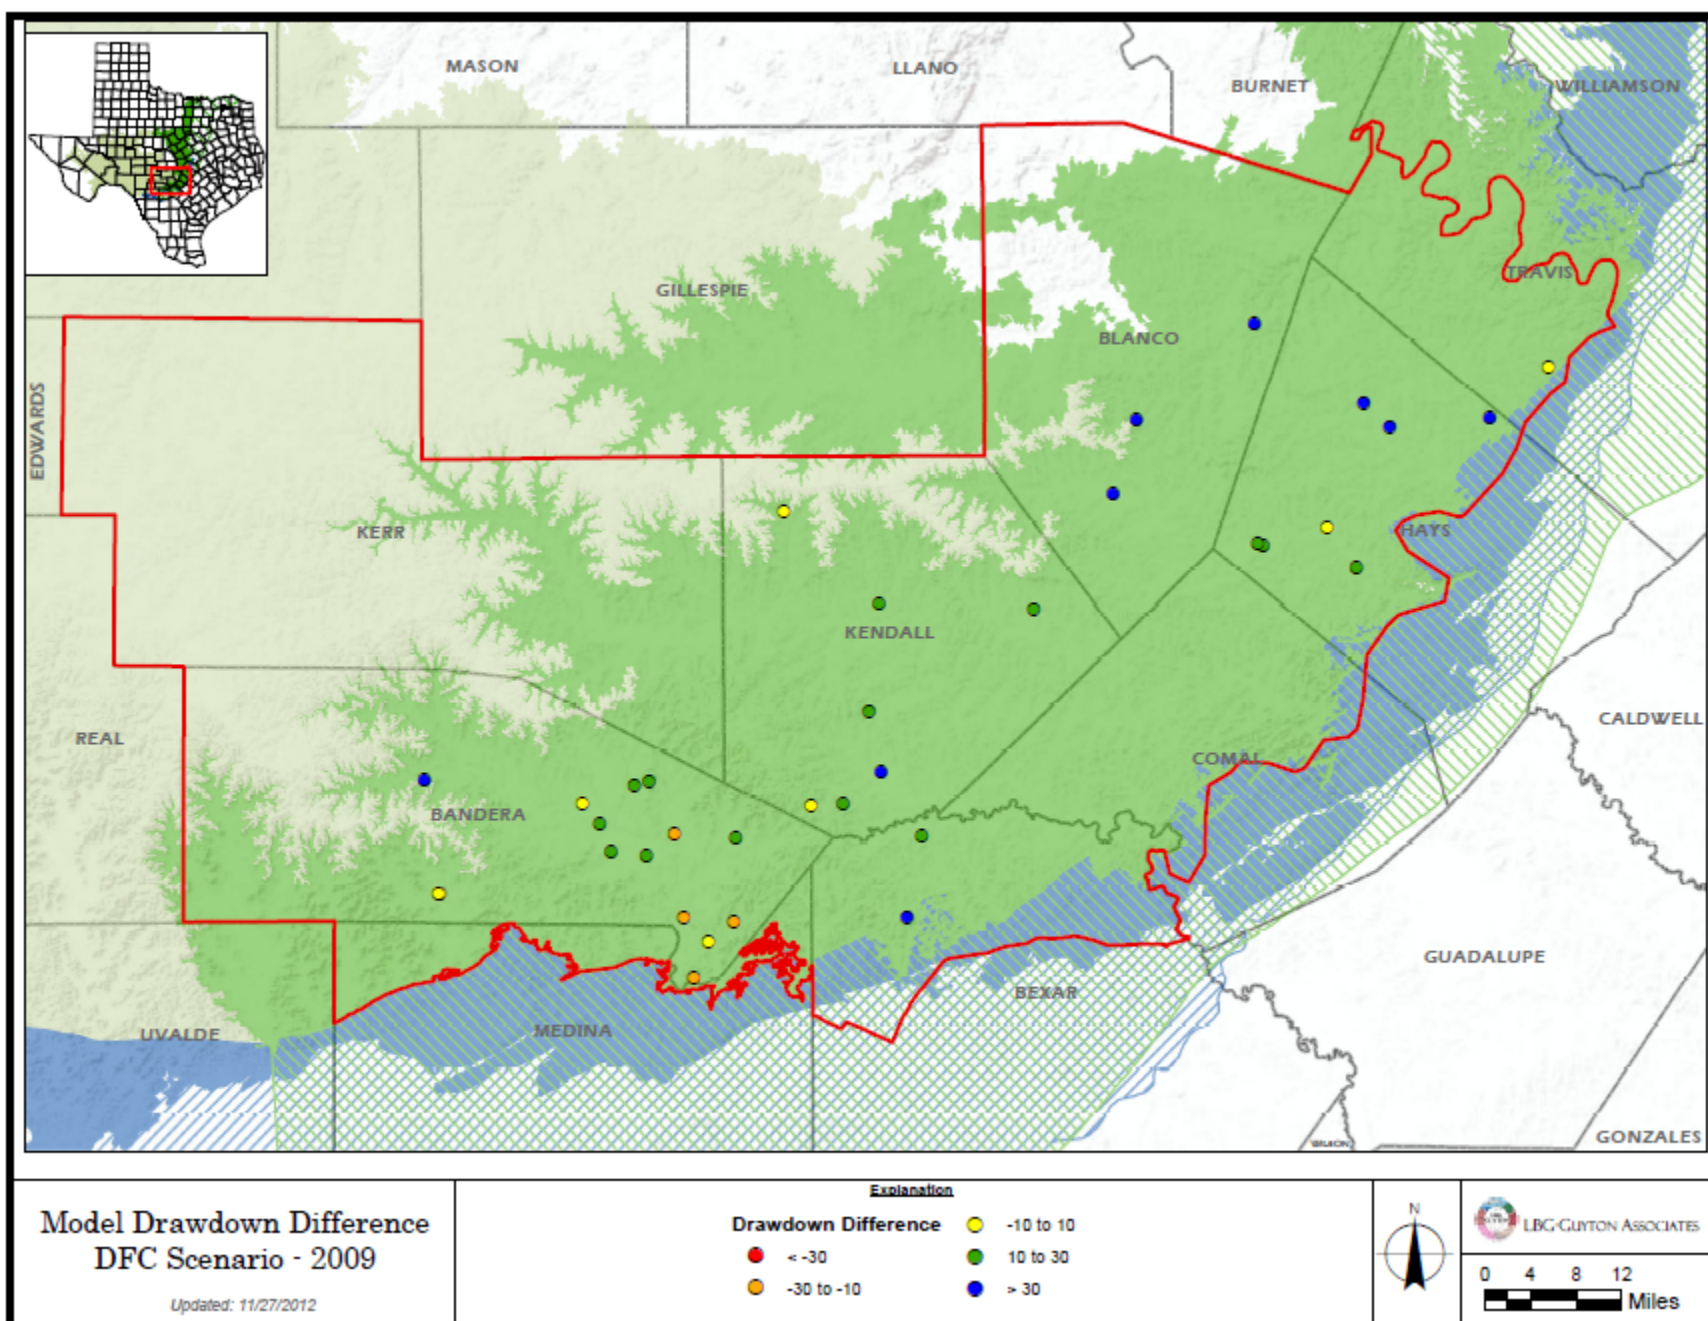 MASON
LLANO
BURNET
WILLIAMSON
GILLESPIE
TRAVIS
BLANCO
EDWARDS
KERR
HAYS
KENDALL
REAL
CALDWELL
COMAL
BANDERA
GUADALUPE
BEXAR
UVALDE
MEDINA
GONZALES
Model Drawdown Difference
DFC Scenario - 2009
Updated: 11/27/2012
Explanation
Drawdown Difference
< -30
-30 to -10
-10 to 10
10 to 30
> 30
N
LBG-GUYTON ASSOCIATES
0 4 8 12
Miles